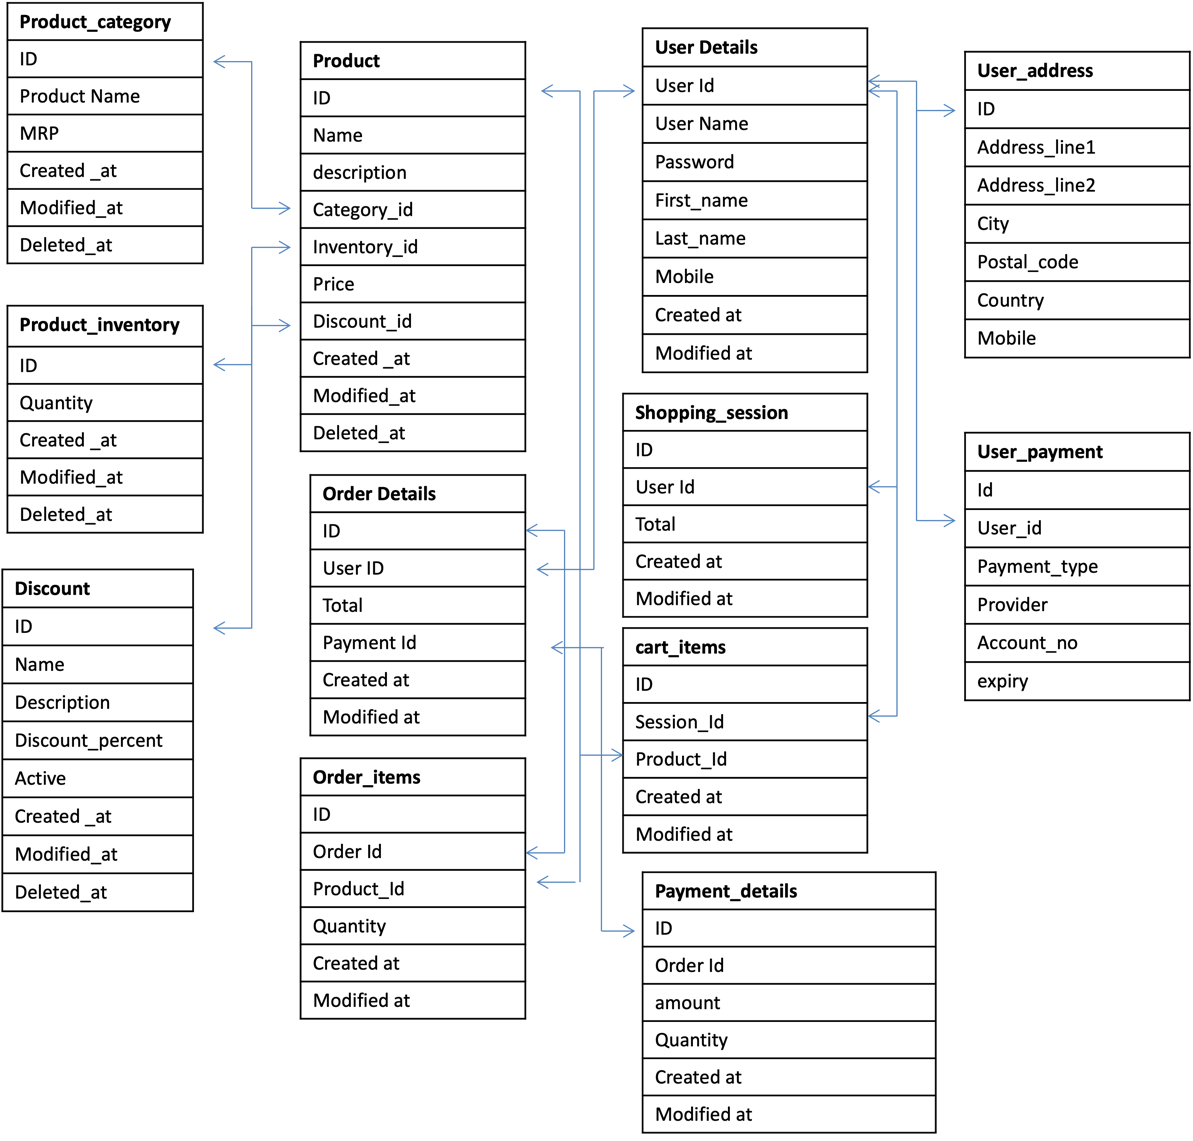 Product_category
ID
Product Name
MRP
Created _at
Modified_at
Deleted_at
Product_inventory
ID
Quantity
Created _at
Modified_at
Deleted_at
Discount
ID
Name
Description
Discount_percent
Active
Created _at
Modified_at
Deleted_at
Product
ID
Name
description
Category_id
Inventory_id
Price
Discount_id
Created _at
Modified_at
Deleted_at
Order Details
ID
User ID
Total
Payment Id
Created at
Modified at
Order_items
ID
Order Id
Product_Id
Quantity
Created at
Modified at
User Details
User Id
User Name
Password
First_name
Last_name
Mobile
Created at
Modified at
Shopping_session
ID
User Id
Total
Created at
Modified at
cart_items
ID
Session_Id
Product_Id
Created at
Modified at
Payment_details
ID
Order Id
amount
Quantity
Created at
Modified at
User_address
ID
Address_line1
Address_line2
City
Postal_code
Country
Mobile
User_payment
Id
User_id
Payment_type
Provider
Account_no
expiry